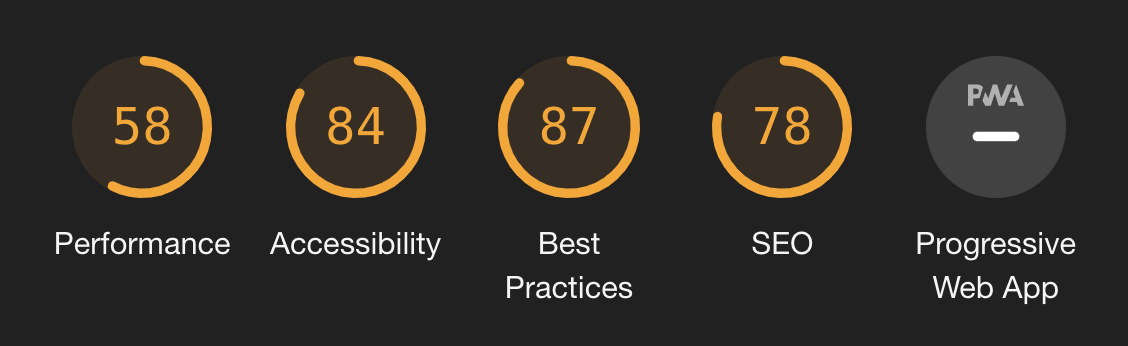 58 84 87 78 PWA
Performance Accessibility Best SEO Progressive
Practices Web App